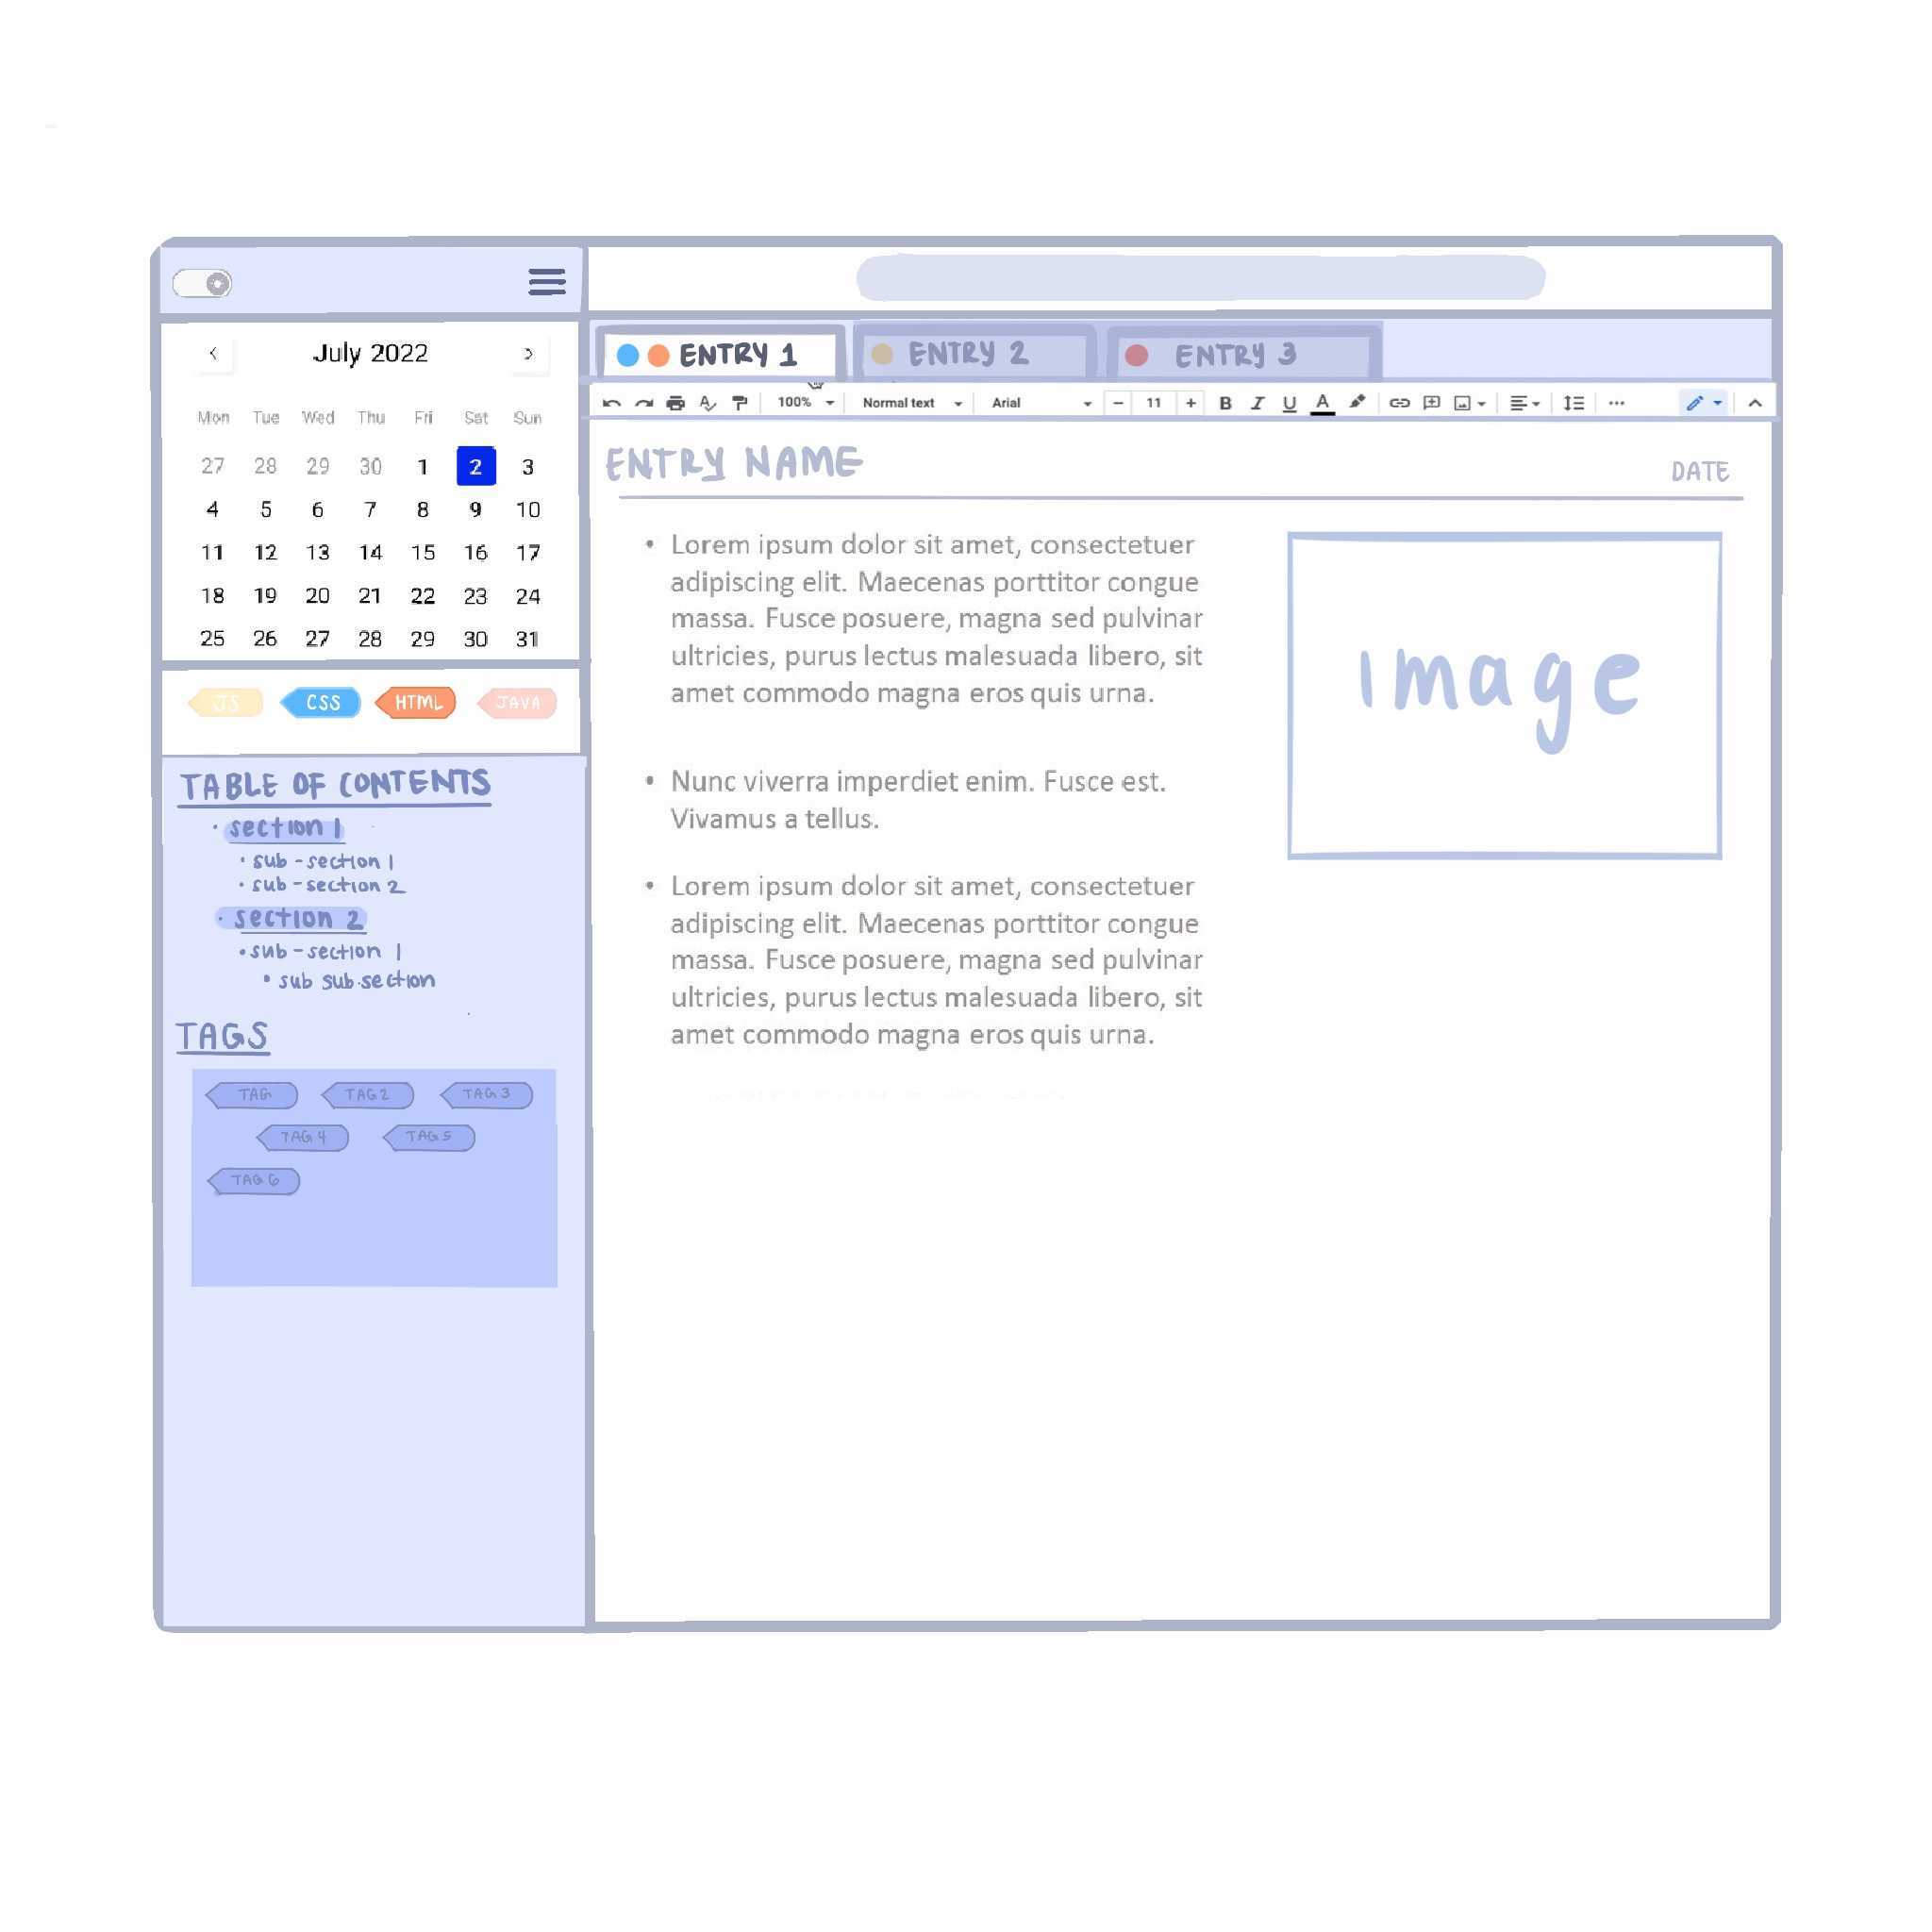 July 2022
Mon Tue Wed Thu Fri Sat Sun
27 28 29 30 1 2 3
4 5 6 7 8 9 10
11 12 13 14 15 16 17
18 19 20 21 22 23 24
25 26 27 28 29 30 31
JS CSS HTML JAVA
TABLE OF CONTENTS
• section 1
• sub-section 1
• sub-section 2
• section 2
• sub-section 1
• sub sub-section
TAGS
TAG TAG 2 TAG 3
TAG 4 TAG 5
TAG 6
ENTRY 1 ENTRY 2 ENTRY 3
100% Normal text Arial − 11 + B I U A
ENTRY NAME DATE
• Lorem ipsum dolor sit amet, consectetuer
adipiscing elit. Maecenas porttitor congue
massa. Fusce posuere, magna sed pulvinar
ultricies, purus lectus malesuada libero, sit
amet commodo magna eros quis urna.
• Nunc viverra imperdiet enim. Fusce est.
Vivamus a tellus.
• Lorem ipsum dolor sit amet, consectetuer
adipiscing elit. Maecenas porttitor congue
massa. Fusce posuere, magna sed pulvinar
ultricies, purus lectus malesuada libero, sit
amet commodo magna eros quis urna.
Image